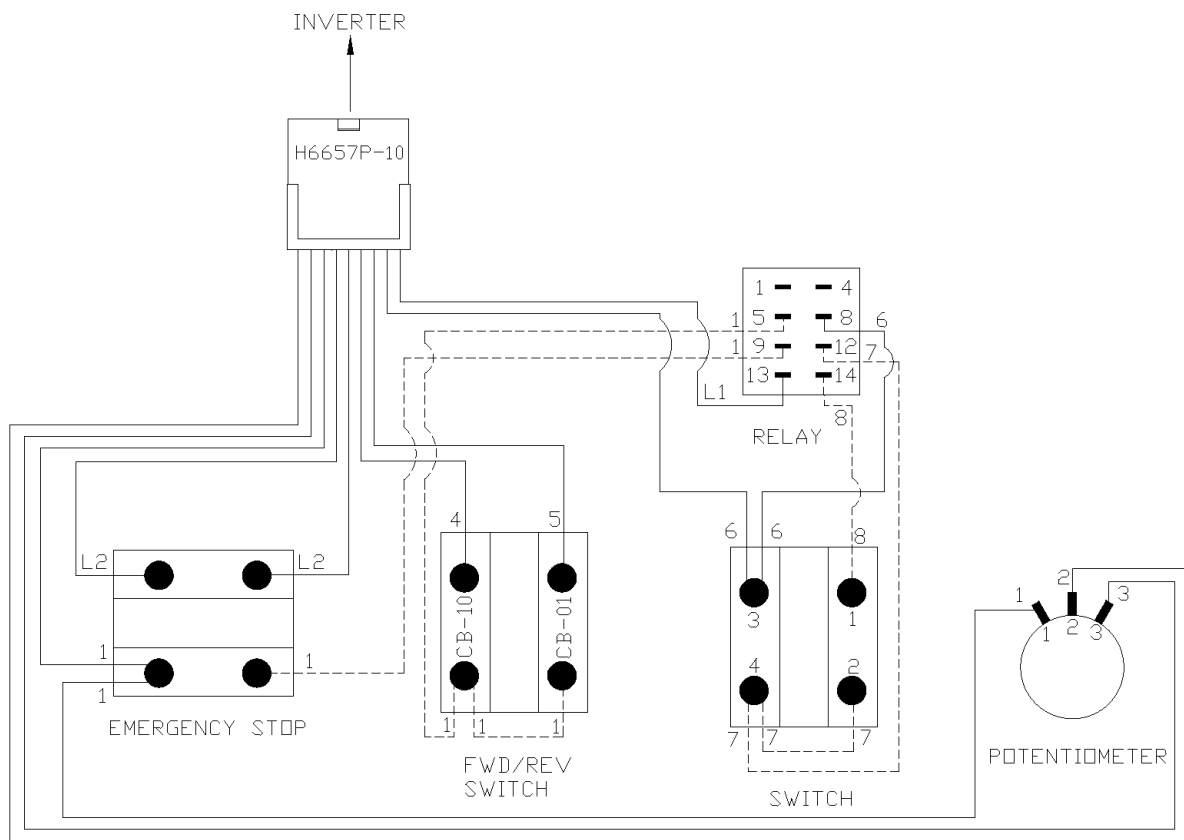 INVERTER
H6657P-10
1 4
1 5 8 6
1 9 12 7
13 14
L1 8
RELAY
L2 L2
1 1
1
EMERGENCY STOP
4 5
CB-10 CB-01
1 1 1
FWD/REV
SWITCH
6 6 8
3 1
4 2
7 7 7
SWITCH
1 2 3
1 2 3
POTENTIOMETER